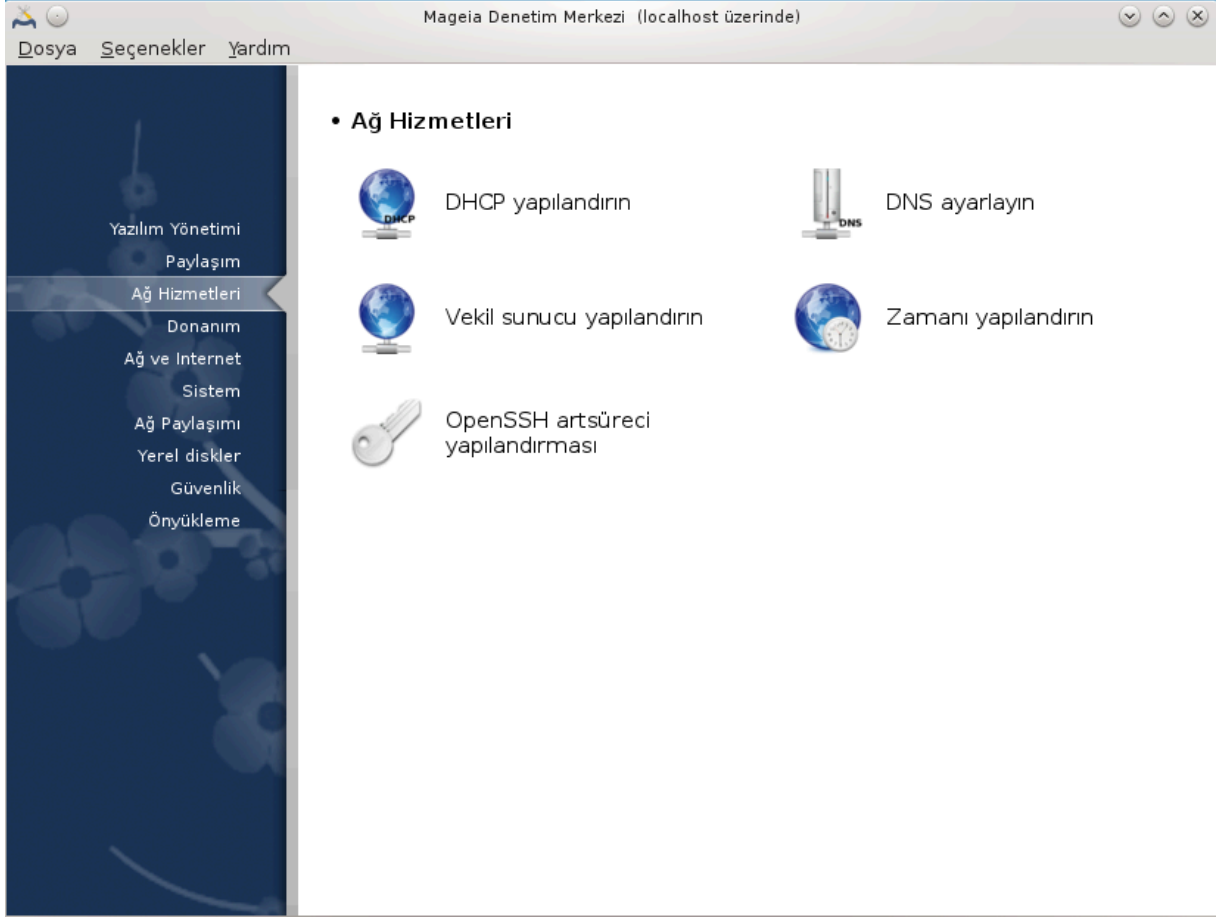 Mageia Denetim Merkezi (localhost üzerinde)
Dosya Seçenekler Yardım
Yazılım Yönetimi
Paylaşım
Ağ Hizmetleri
Donanım
Ağ ve Internet
Sistem
Ağ Paylaşımı
Yerel diskler
Güvenlik
Önyükleme
• Ağ Hizmetleri
DHCP
DHCP yapılandırın
DNS
DNS ayarlayın
Vekil sunucu yapılandırın
Zamanı yapılandırın
OpenSSH artsüreci
yapılandırması